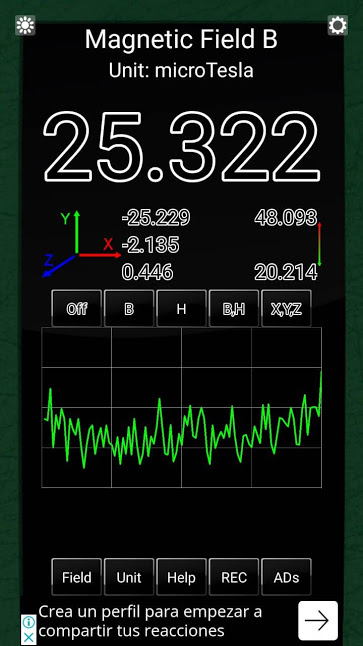 Magnetic Field B
Unit: microTesla
25.322
Y
X
Z
-25.229
-2.135
0.446
48.093
20.214
Off B H B,H X,Y,Z
Field Unit Help REC ADs
Crea un perfil para empezar a
compartir tus reacciones